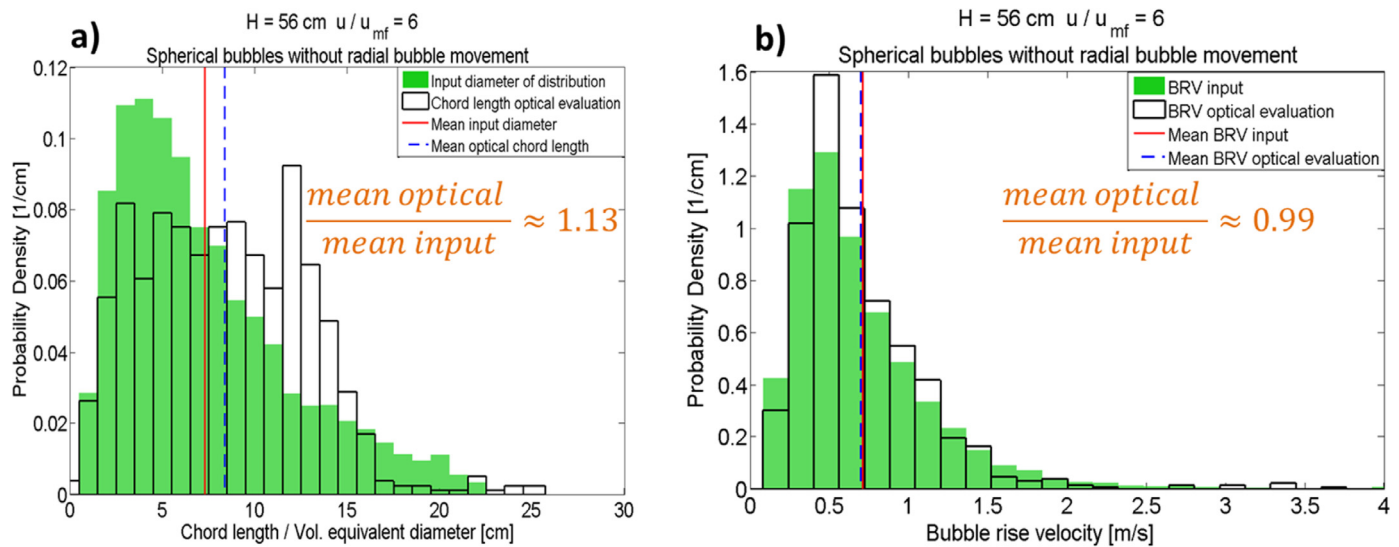 a)
H = 56 cm u / u_mf = 6
Spherical bubbles without radial bubble movement
0.12
0.1
0.08
0.06
0.04
0.02
0
Probability Density [1/cm]
Input diameter of distribution
Chord length optical evaluation
Mean input diameter
Mean optical chord length
mean optical
mean input
≈ 1.13
0 5 10 15 20 25 30
Chord length / Vol. equivalent diameter [cm]
b)
H = 56 cm u / u_mf = 6
Spherical bubbles without radial bubble movement
1.6
1.4
1.2
1
0.8
0.6
0.4
0.2
0
Probability Density [1/cm]
BRV input
BRV optical evaluation
Mean BRV input
Mean BRV optical evaluation
mean optical
mean input
≈ 0.99
0 0.5 1 1.5 2 2.5 3 3.5 4
Bubble rise velocity [m/s]